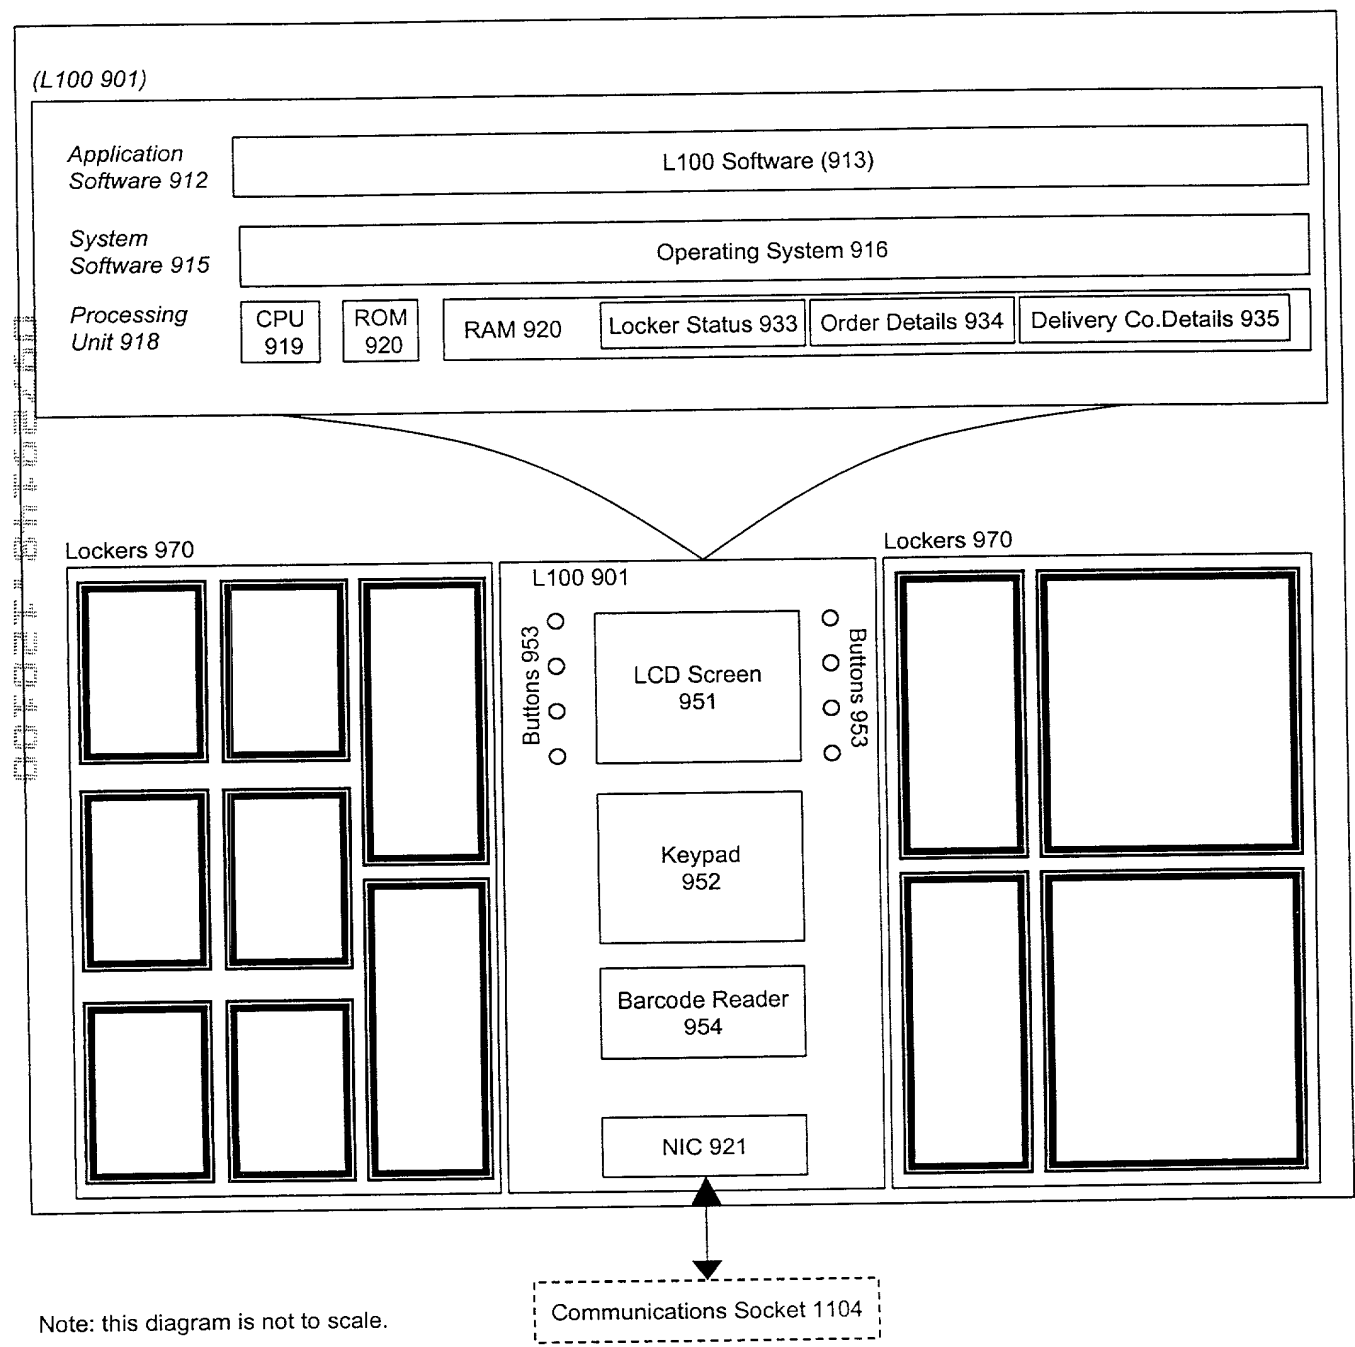 (L100 901)
Application
Software 912
L100 Software (913)
System
Software 915
Operating System 916
Processing
Unit 918
CPU
919
ROM
920
RAM 920
Locker Status 933
Order Details 934
Delivery Co.Details 935
Lockers 970
L100 901
Lockers 970
Buttons 953
LCD Screen
951
Buttons 953
Keypad
952
Barcode Reader
954
NIC 921
Communications Socket 1104
Note: this diagram is not to scale.